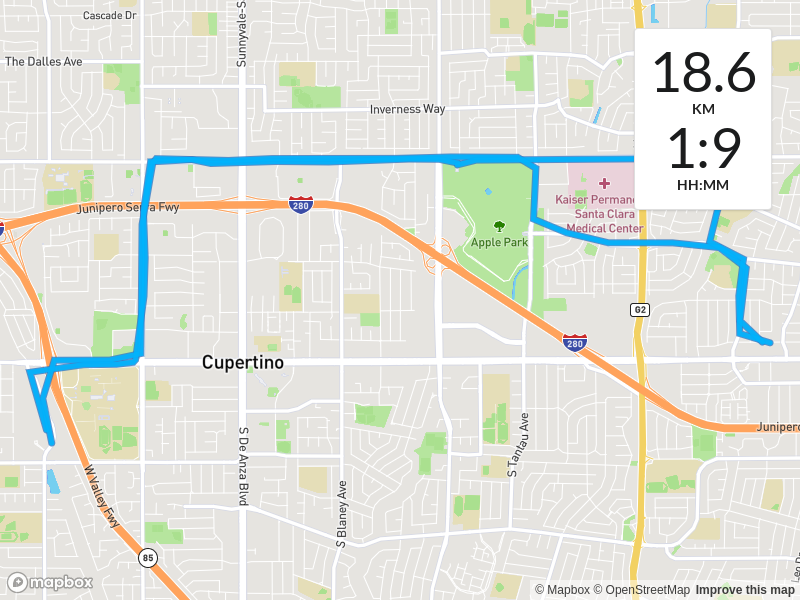 Cascade Dr
Sunnyvale-S
The Dalles Ave
Inverness Way
18.6
KM
1:9
HH:MM
Kaiser Permane
Santa Clara
Medical Center
Junipero Serra Fwy
280
Apple Park
G2
280
Cupertino
Junipero
S De Anza Blvd
S Tantau Ave
W Valley Fwy
S Blaney Ave
85
mapbox
© Mapbox © OpenStreetMap Improve this map